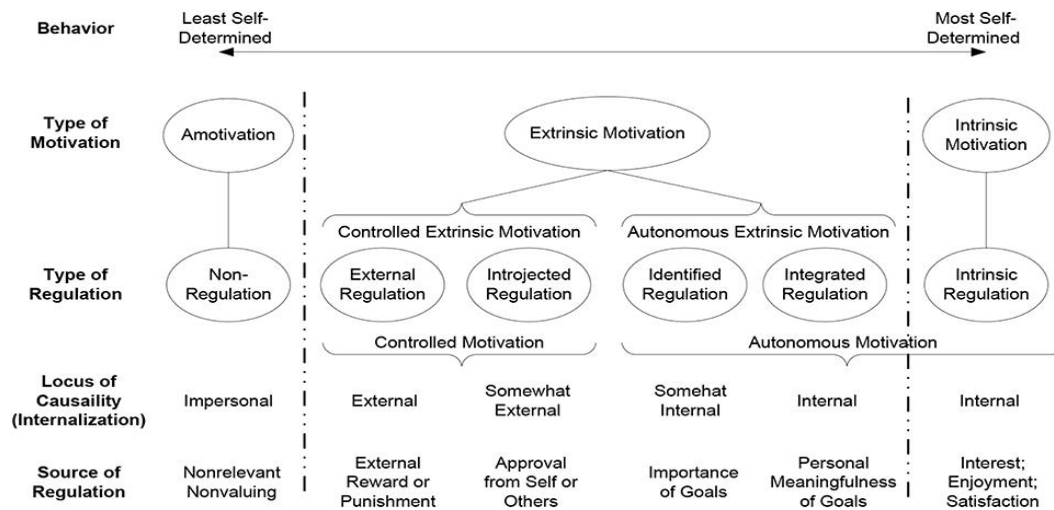 Behavior
Least Self-
Determined
Most Self-
Determined
Type of
Motivation
Amotivation
Extrinsic Motivation
Intrinsic
Motivation
Controlled Extrinsic Motivation
Autonomous Extrinsic Motivation
Type of
Regulation
Non-
Regulation
External
Regulation
Introjected
Regulation
Identified
Regulation
Integrated
Regulation
Intrinsic
Regulation
Controlled Motivation
Autonomous Motivation
Locus of
Causaility
(Internalization)
Impersonal
External
Somewhat
External
Somehat
Internal
Internal
Internal
Source of
Regulation
Nonrelevant
Nonvaluing
External
Reward or
Punishment
Approval
from Self or
Others
Importance
of Goals
Personal
Meaningfulness
of Goals
Interest;
Enjoyment;
Satisfaction